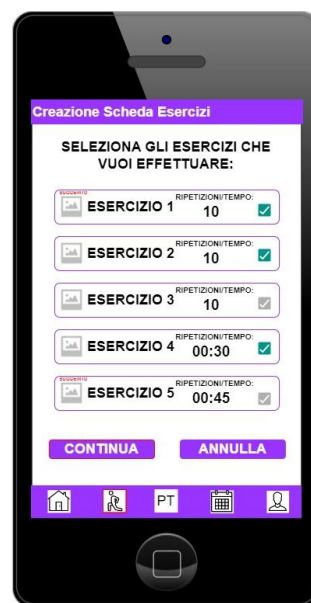 Creazione Scheda Esercizi
SELEZIONA GLI ESERCIZI CHE
VUOI EFFETTUARE:
SUGGERITO
ESERCIZIO 1
RIPETIZIONI/TEMPO:
10
ESERCIZIO 2
RIPETIZIONI/TEMPO:
10
ESERCIZIO 3
RIPETIZIONI/TEMPO:
10
ESERCIZIO 4
RIPETIZIONI/TEMPO:
00:30
SUGGERITO
ESERCIZIO 5
RIPETIZIONI/TEMPO:
00:45
CONTINUA
ANNULLA
PT